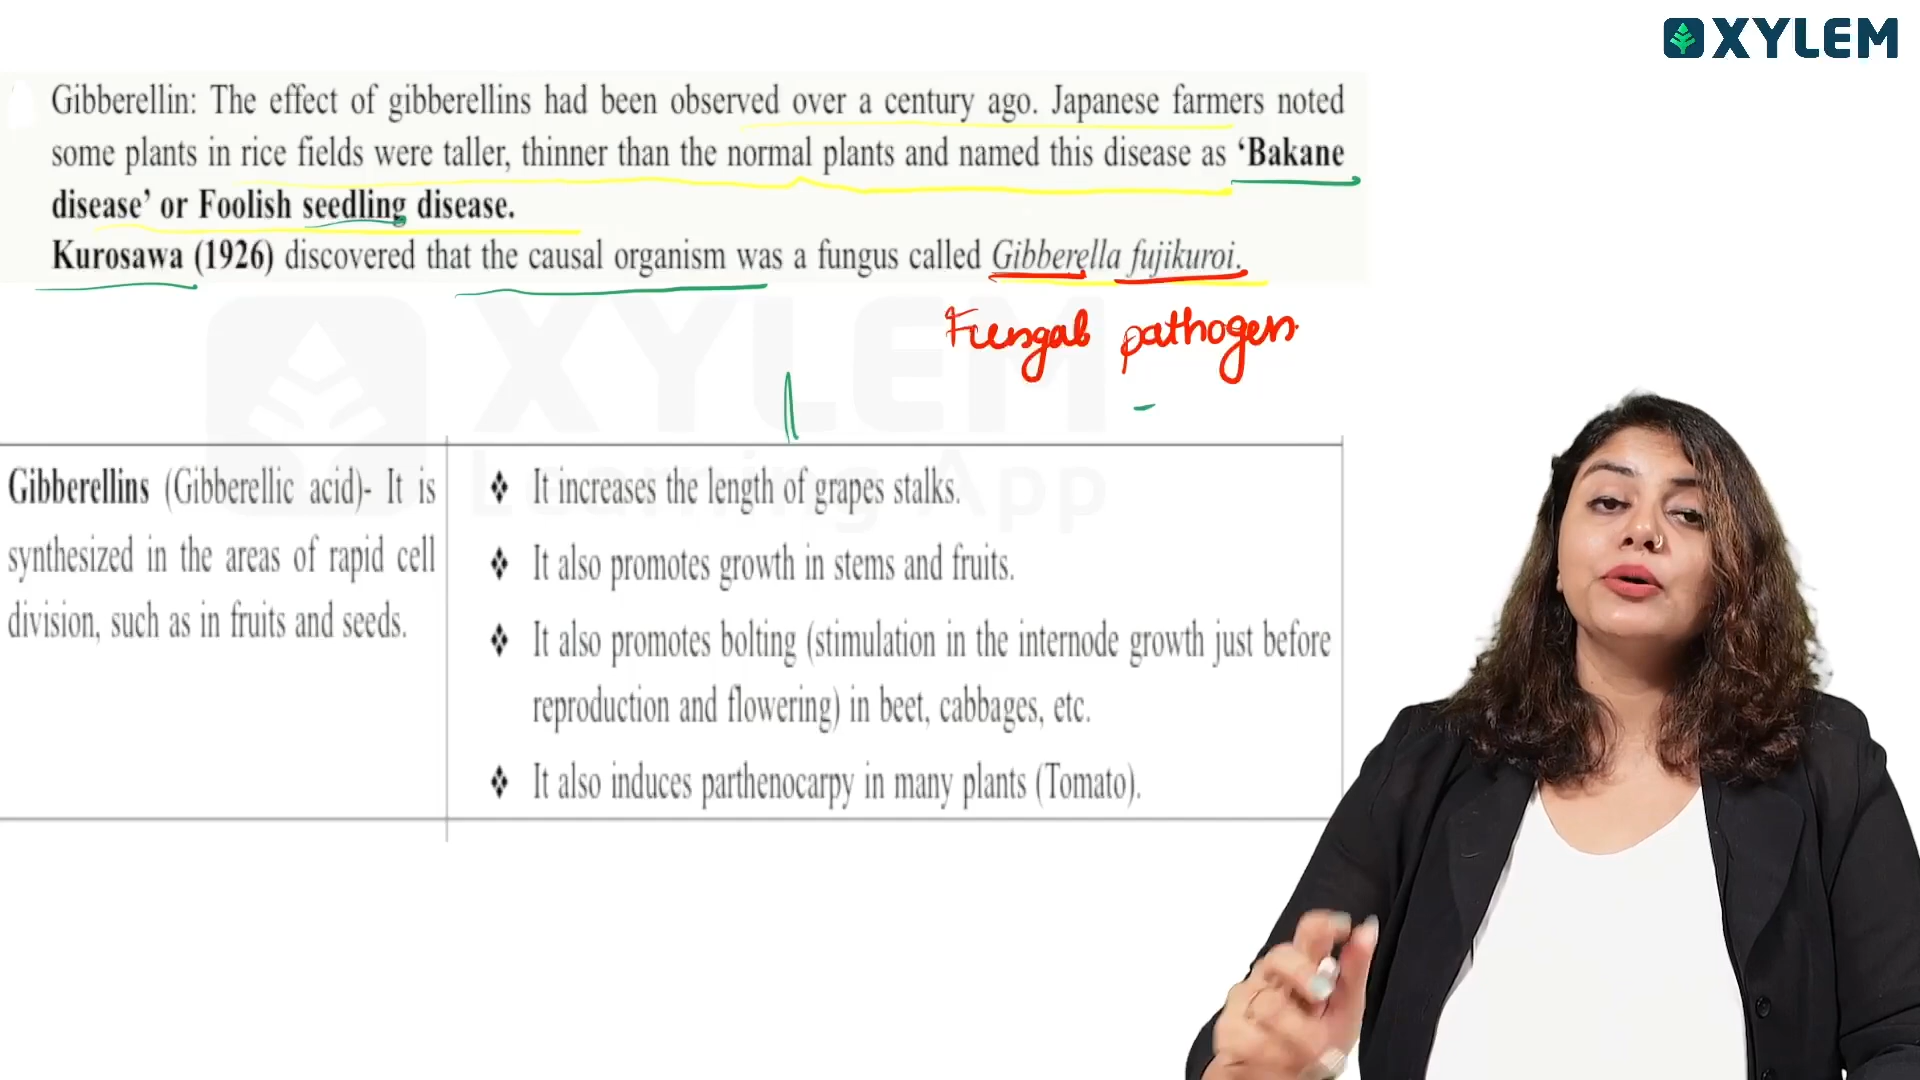 XYLEM
Gibberellin: The effect of gibberellins had been observed over a century ago. Japanese farmers noted
some plants in rice fields were taller, thinner than the normal plants and named this disease as ‘Bakane
disease’ or Foolish seedling disease.
Kurosawa (1926) discovered that the causal organism was a fungus called Gibberella fujikuroi.
Fungal pathogen
XYLEM
Learning App
Gibberellins (Gibberellic acid)- It is
synthesized in the areas of rapid cell
division, such as in fruits and seeds.
❖ It increases the length of grapes stalks.
❖ It also promotes growth in stems and fruits.
❖ It also promotes bolting (stimulation in the internode growth just before
reproduction and flowering) in beet, cabbages, etc.
❖ It also induces parthenocarpy in many plants (Tomato).